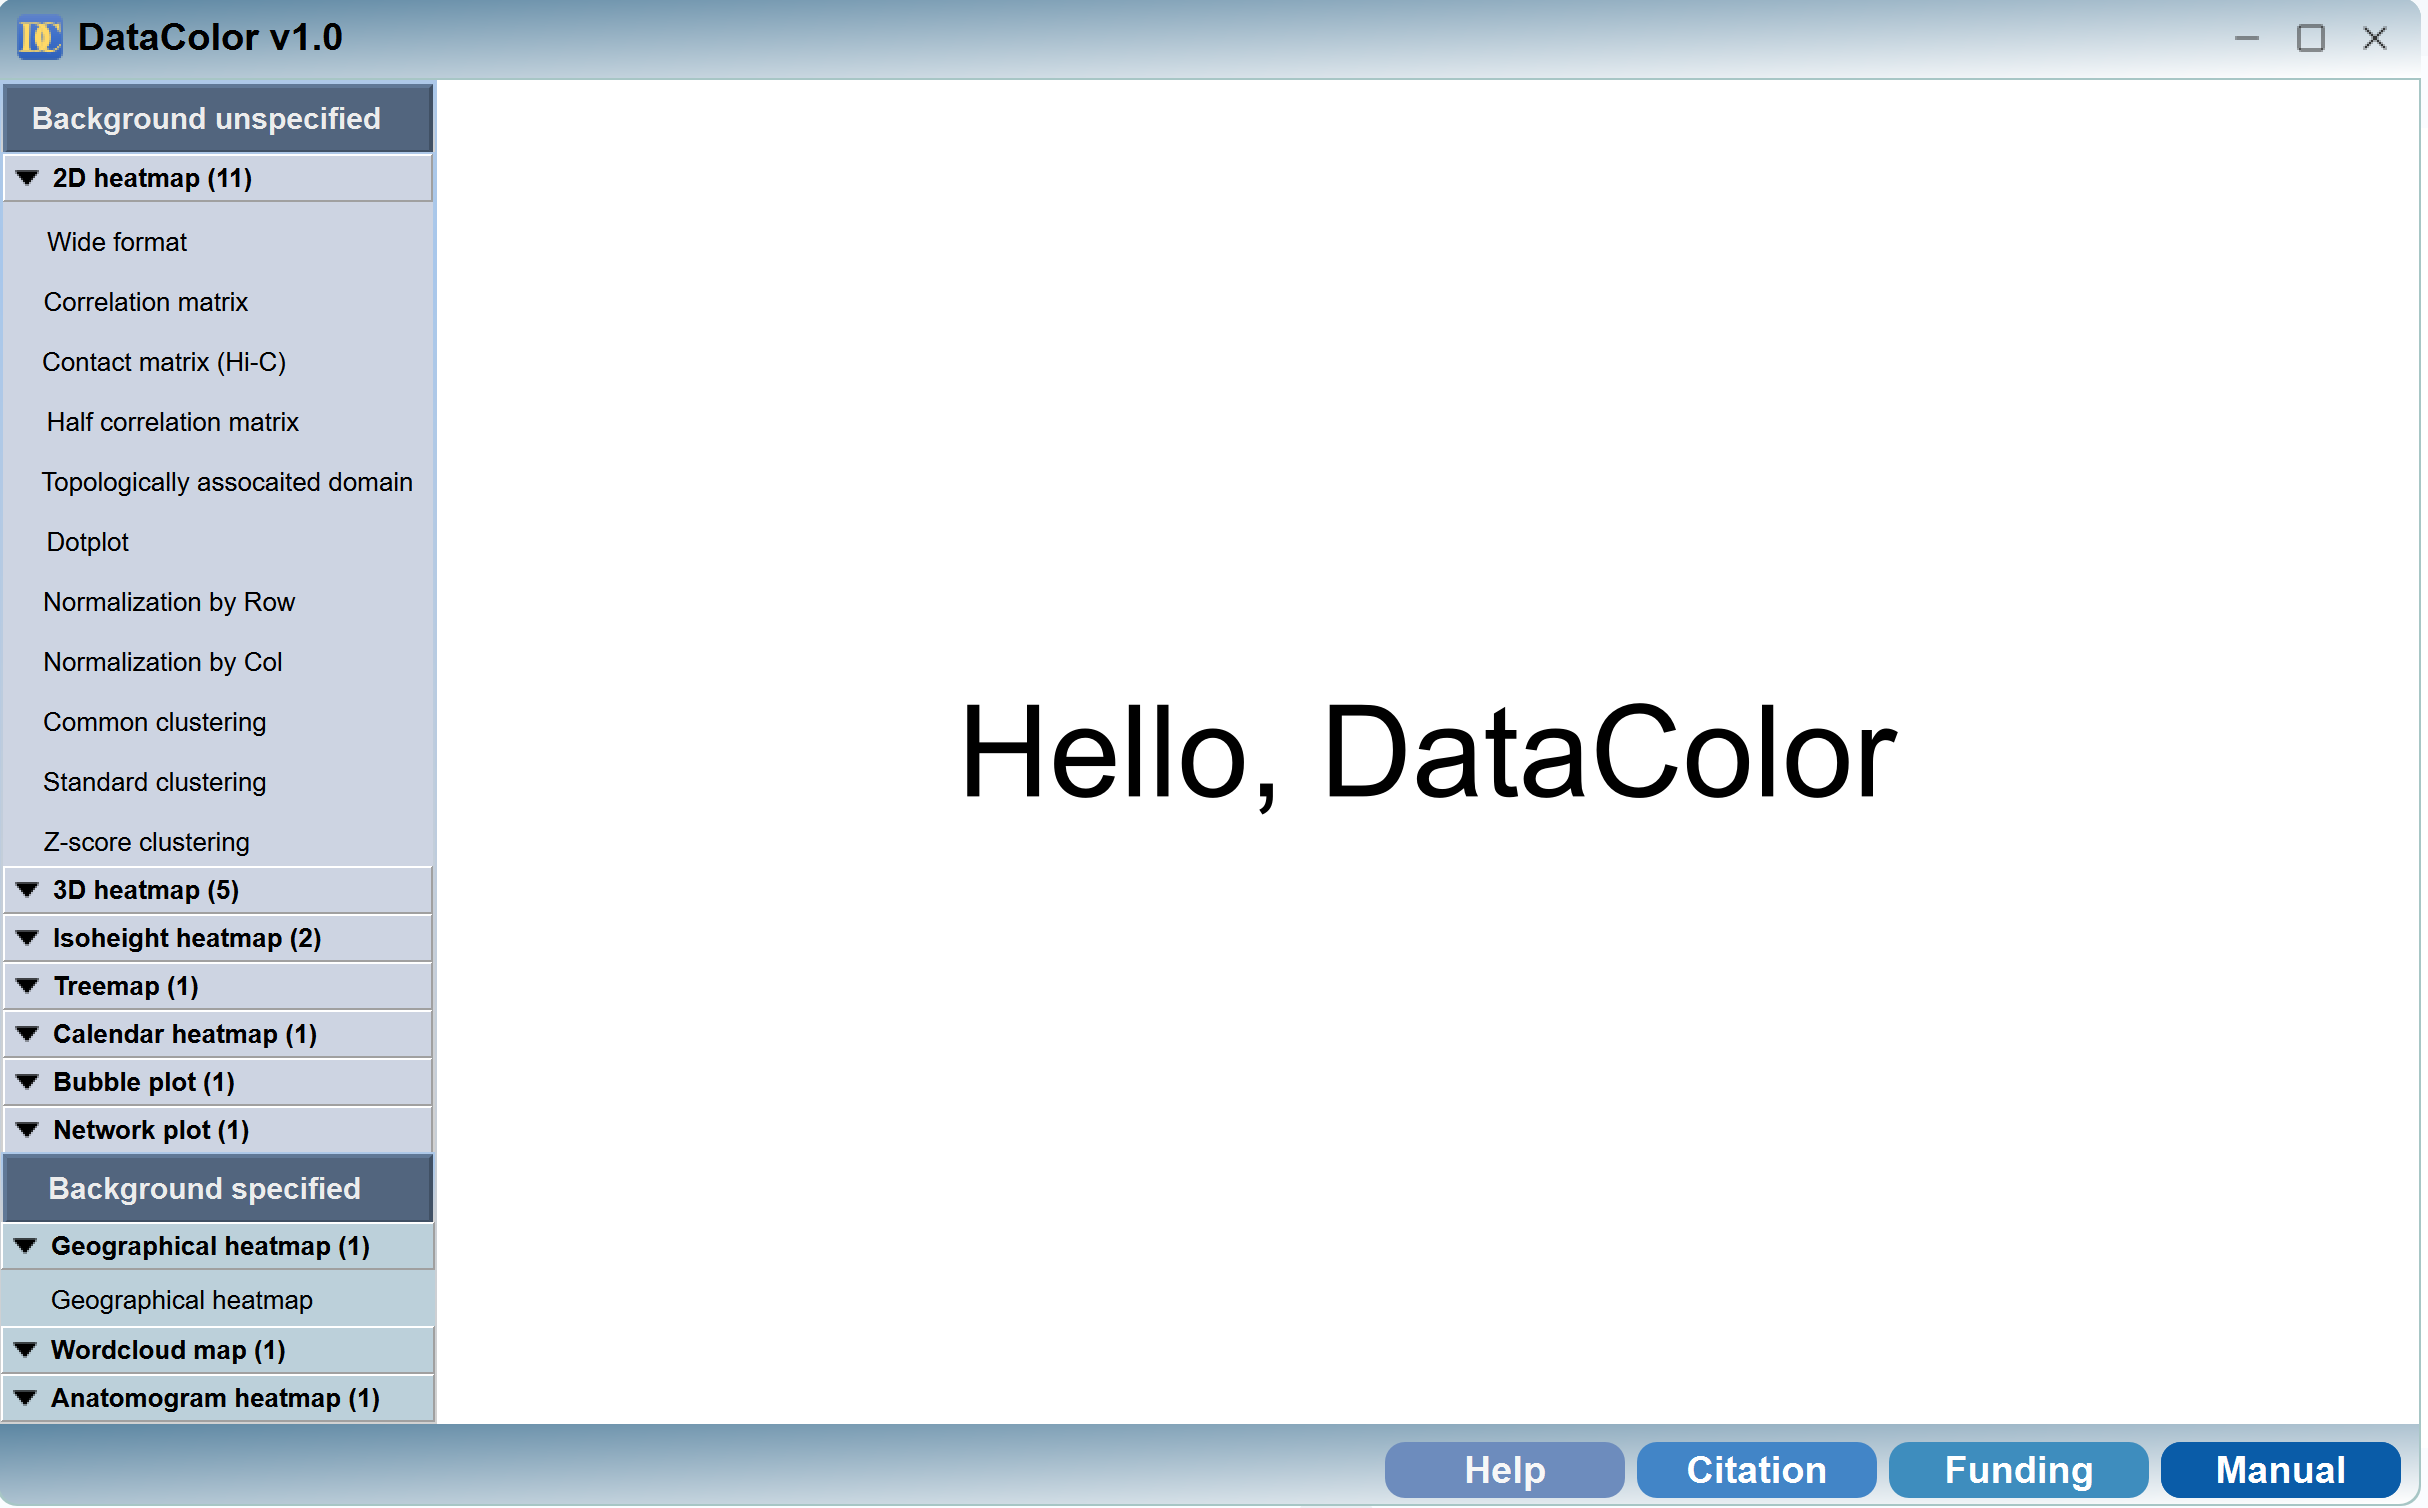 DC DataColor v1.0
Background unspecified
2D heatmap (11)
Wide format
Correlation matrix
Contact matrix (Hi-C)
Half correlation matrix
Topologically assocaited domain
Dotplot
Normalization by Row
Normalization by Col
Common clustering
Standard clustering
Z-score clustering
3D heatmap (5)
Isoheight heatmap (2)
Treemap (1)
Calendar heatmap (1)
Bubble plot (1)
Network plot (1)
Background specified
Geographical heatmap (1)
Geographical heatmap
Wordcloud map (1)
Anatomogram heatmap (1)
Hello, DataColor
Help Citation Funding Manual